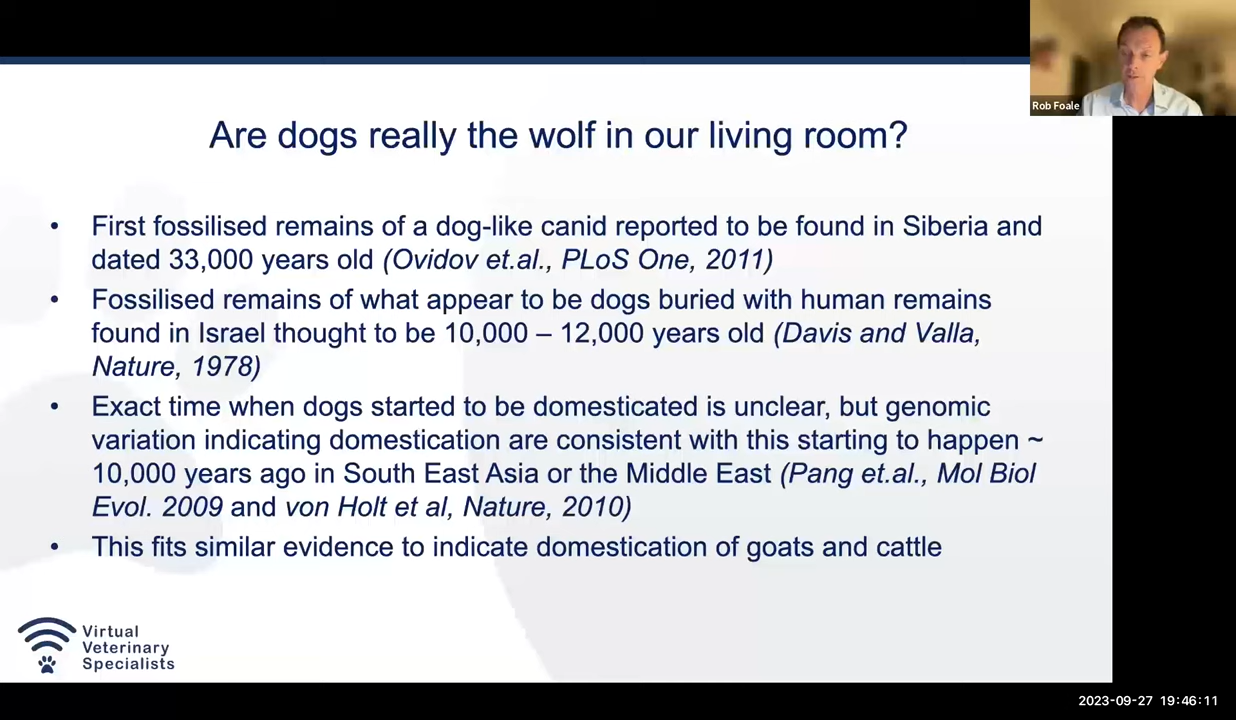 Rob Foale
Are dogs really the wolf in our living room?
• First fossilised remains of a dog-like canid reported to be found in Siberia and
dated 33,000 years old (Ovidov et.al., PLoS One, 2011)
• Fossilised remains of what appear to be dogs buried with human remains
found in Israel thought to be 10,000 – 12,000 years old (Davis and Valla,
Nature, 1978)
• Exact time when dogs started to be domesticated is unclear, but genomic
variation indicating domestication are consistent with this starting to happen ~
10,000 years ago in South East Asia or the Middle East (Pang et.al., Mol Biol
Evol. 2009 and von Holt et al, Nature, 2010)
• This fits similar evidence to indicate domestication of goats and cattle
Virtual
Veterinary
Specialists
2023-09-27 19:46:11